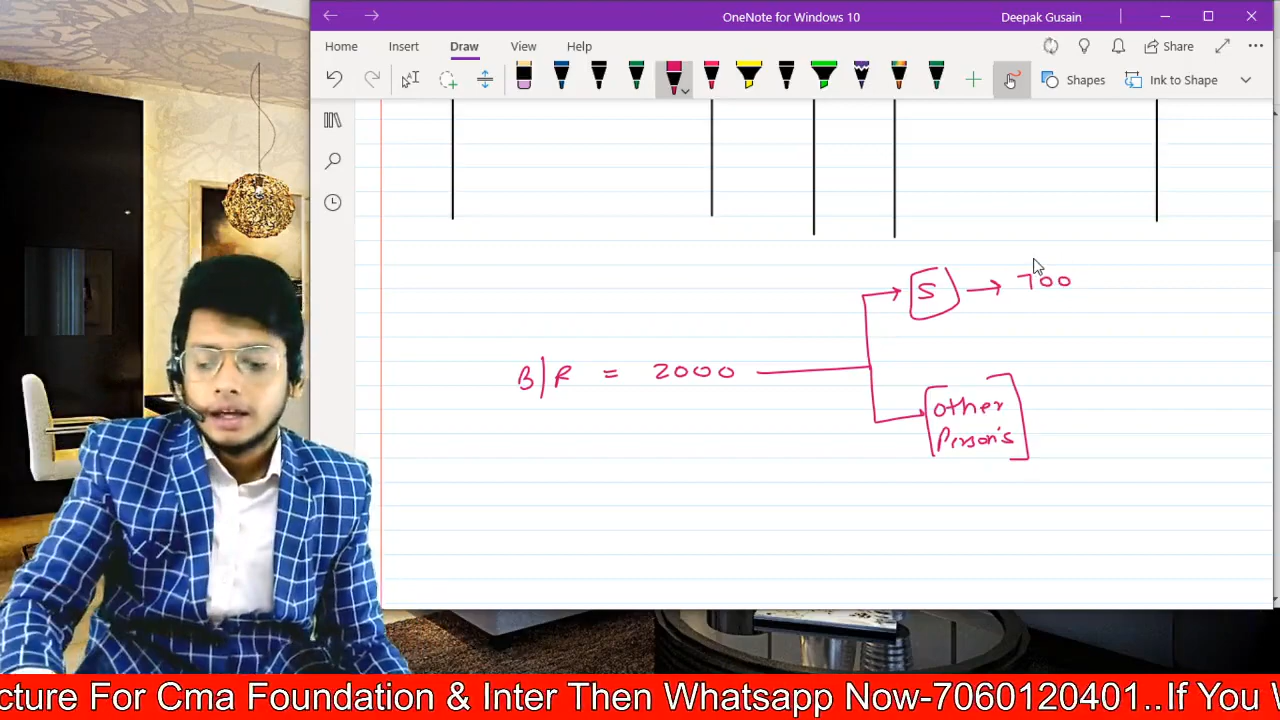 OneNote for Windows 10
Deepak Gusain
Home Insert Draw View Help
Share
Shapes
Ink to Shape
S → 700
B/R = 2000
other
Person's
cture For Cma Foundation & Inter Then Whatsapp Now-7060120401..If You W